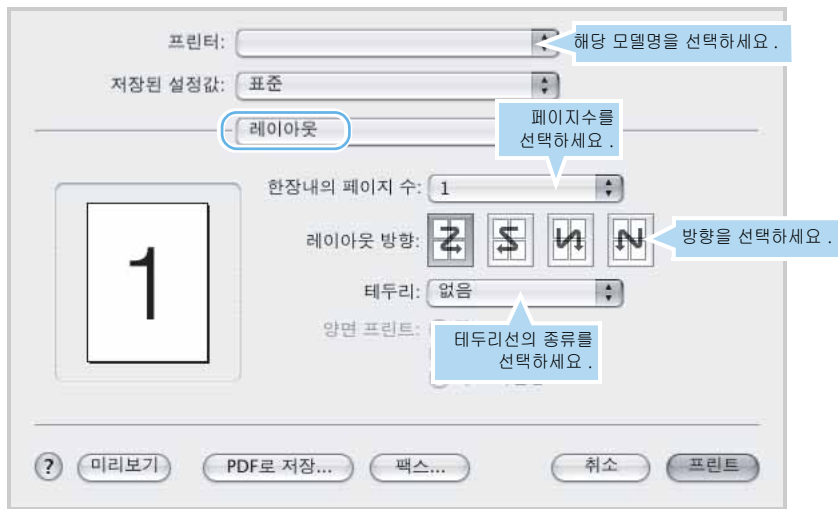 프린터:
해당 모델명을 선택하세요 .
저장된 설정값: 표준
레이아웃
페이지수를
선택하세요 .
한장내의 페이지 수: 1
레이아웃 방향:
방향을 선택하세요 .
1
테두리: 없음
양면 프린트:
테두리선의 종류를
선택하세요 .
? 미리보기 PDF로 저장... 팩스... 취소 프린트